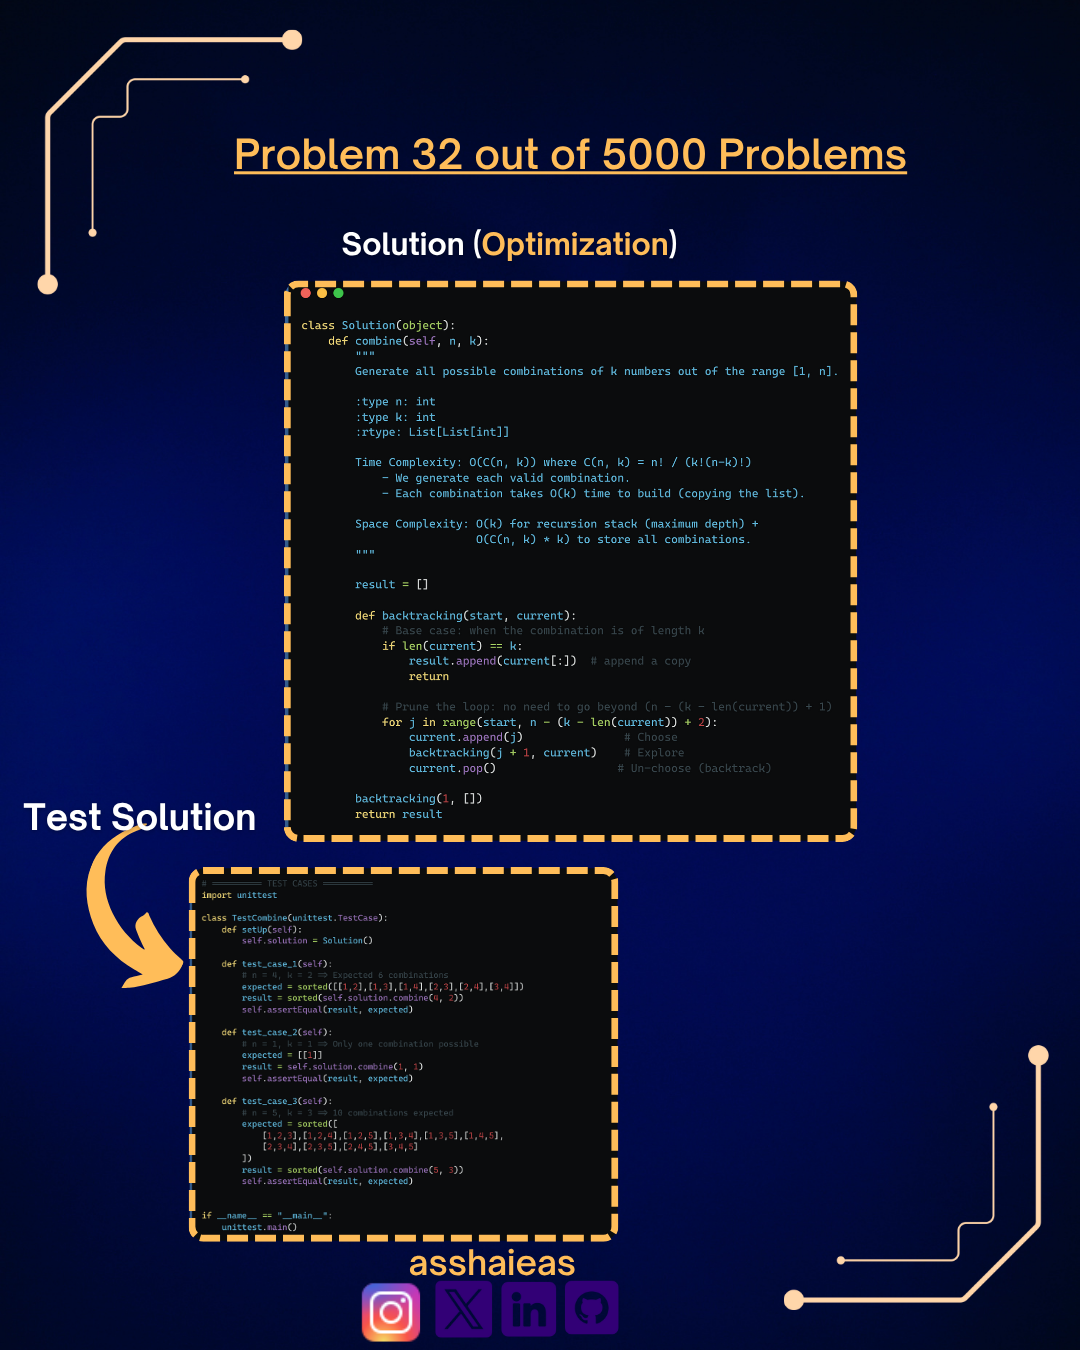 Problem 32 out of 5000 Problems
Solution (Optimization)
class Solution(object):
    def combine(self, n, k):
        """
        Generate all possible combinations of k numbers out of the range [1, n].

        :type n: int
        :type k: int
        :rtype: List[List[int]]

        Time Complexity: O(C(n, k)) where C(n, k) = n! / (k!(n-k)!)
            - We generate each valid combination.
            - Each combination takes O(k) time to build (copying the list).

        Space Complexity: O(k) for recursion stack (maximum depth) +
                          O(C(n, k) * k) to store all combinations.
        """

        result = []

        def backtracking(start, current):
            # Base case: when the combination is of length k
            if len(current) == k:
                result.append(current[:])  # append a copy
                return

            # Prune the loop: no need to go beyond (n - (k - len(current)) + 1)
            for j in range(start, n - (k - len(current)) + 2):
                current.append(j)               # Choose
                backtracking(j + 1, current)    # Explore
                current.pop()                  # Un-choose (backtrack)

        backtracking(1, [])
        return result
Test Solution
# ========== TEST CASES ==========
import unittest

class TestCombine(unittest.TestCase):
    def setUp(self):
        self.solution = Solution()

    def test_case_1(self):
        # n = 4, k = 2 => Expected 6 combinations
        expected = sorted([[1,2],[1,3],[1,4],[2,3],[2,4],[3,4]])
        result = sorted(self.solution.combine(4, 2))
        self.assertEqual(result, expected)

    def test_case_2(self):
        # n = 1, k = 1 => Only one combination possible
        expected = [[1]]
        result = self.solution.combine(1, 1)
        self.assertEqual(result, expected)

    def test_case_3(self):
        # n = 5, k = 3 => 10 combinations expected
        expected = sorted([
            [1,2,3],[1,2,4],[1,2,5],[1,3,4],[1,3,5],[1,4,5],
            [2,3,4],[2,3,5],[2,4,5],[3,4,5]
        ])
        result = sorted(self.solution.combine(5, 3))
        self.assertEqual(result, expected)


if __name__ == "__main__":
    unittest.main()
asshaieas